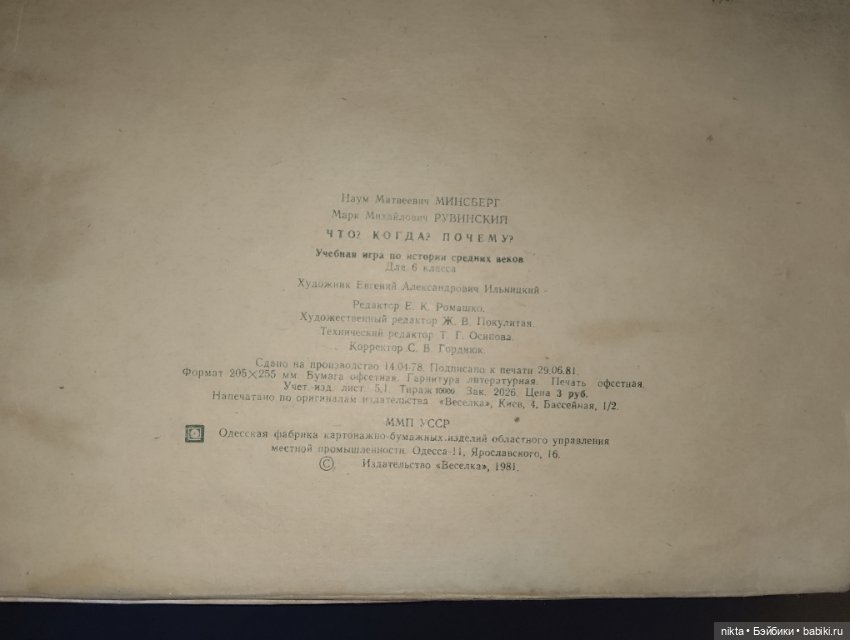 Наум Матвеевич МИНСБЕРГ
Марк Михайлович РУВИНСКИЙ
ЧТО? КОГДА? ПОЧЕМУ?
Учебная игра по истории средних веков
Для 6 класса
Художник Евгений Александрович Ильницкий
Редактор Е. К. Ромашко.
Художественный редактор Ж. В. Покулитая.
Технический редактор Т. Г. Осипова.
Корректор С. В. Гордиюк.
Сдано на производство 14.04.78. Подписано к печати 29.06.81.
Формат 205×255 мм. Бумага офсетная. Гарнитура литературная. Печать офсетная.
Учет.-изд. лист. 5,1. Тираж 10000 Зак. 2026. Цена 3 руб.
Напечатано по оригиналам издательства «Веселка», Киев, 4, Бассейная, 1/2.
ММП УССР
Одесская фабрика картонажно-бумажных изделий областного управления
местной промышленности. Одесса-11, Ярославского, 16.
© Издательство «Веселка», 1981.
nikta • Бэйбики • babiki.ru